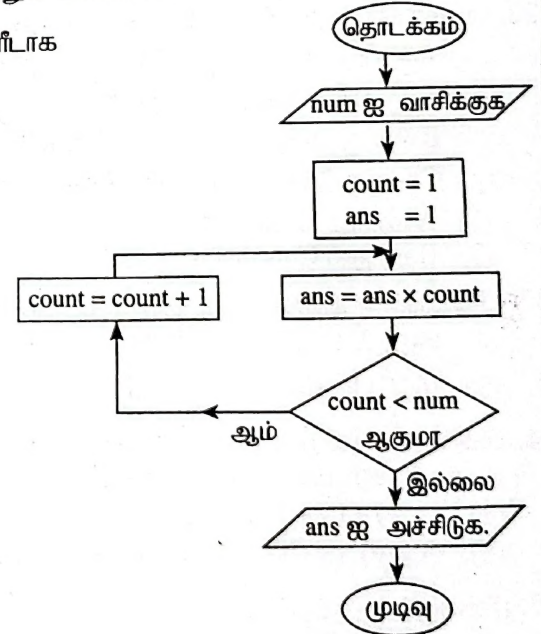 தொடக்கம்
num ஐ வாசிக்குக
count = 1
ans = 1
count = count + 1
ans = ans × count
count < num
ஆகுமா
ஆம்
இல்லை
ans ஐ அச்சிடுக.
முடிவு